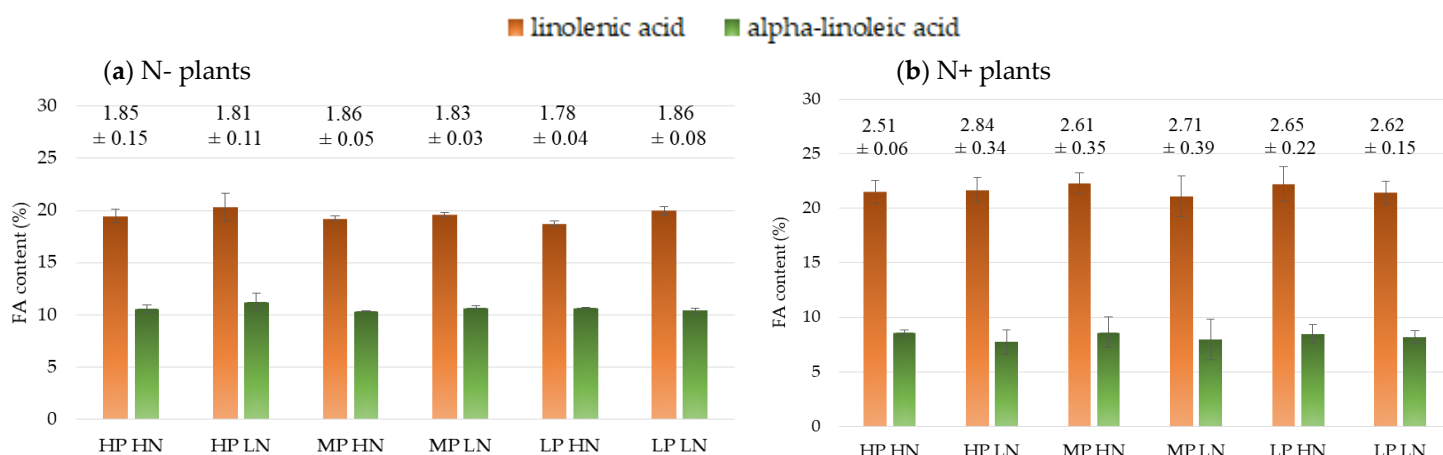 linolenic acid alpha-linoleic acid
(a) N- plants
1.85 1.81 1.86 1.83 1.78 1.86
± 0.15 ± 0.11 ± 0.05 ± 0.03 ± 0.04 ± 0.08
30
25
20
15
10
5
0
FA content (%)
HP HN HP LN MP HN MP LN LP HN LP LN
(b) N+ plants
2.51 2.84 2.61 2.71 2.65 2.62
± 0.06 ± 0.34 ± 0.35 ± 0.39 ± 0.22 ± 0.15
30
25
20
15
10
5
0
FA content (%)
HP HN HP LN MP HN MP LN LP HN LP LN